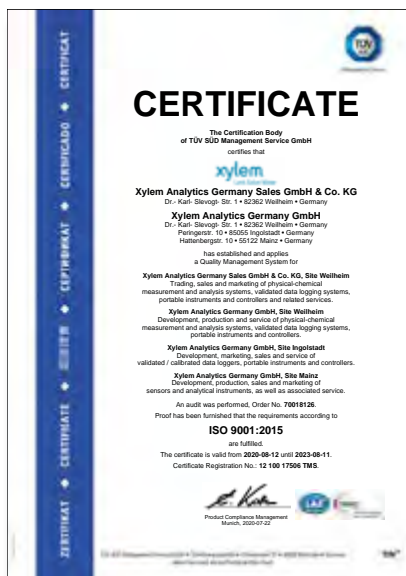 ZERTIFIKAT ◆ CERTIFICATE ◆
◆ СЕРТИФИКАТ ◆ CERTIFICADO ◆ CERTIFICAT
TÜV
CERTIFICATE
The Certification Body
of TÜV SÜD Management Service GmbH
certifies that
xylem
Xylem Analytics Germany Sales GmbH & Co. KG
Dr.- Karl- Slevogt- Str. 1 • 82362 Weilheim • Germany
Xylem Analytics Germany GmbH
Dr.- Karl- Slevogt- Str. 1 • 82362 Weilheim • Germany
Peringerstr. 10 • 85055 Ingolstadt • Germany
Hattenbergstr. 10 • 55122 Mainz • Germany
has established and applies
a Quality Management System for
Xylem Analytics Germany Sales GmbH & Co. KG, Site Weilheim
Trading, sales and marketing of physical-chemical
measurement and analysis systems, validated data logging systems,
portable instruments and controllers and related services.
Xylem Analytics Germany GmbH, Site Weilheim
Development, production and service of physical-chemical
measurement and analysis systems, validated data logging systems,
portable instruments and controllers.
Xylem Analytics Germany GmbH, Site Ingolstadt
Development, marketing, sales and service of
validated / calibrated data loggers, portable instruments and controllers.
Xylem Analytics Germany GmbH, Site Mainz
Development, production, sales and marketing of
sensors and analytical instruments, as well as associated service.
An audit was performed, Order No. 70018126.
Proof has been furnished that the requirements according to
ISO 9001:2015
are fulfilled.
The certificate is valid from 2020-08-12 until 2023-08-11.
Certificate Registration No.: 12 100 17506 TMS.
Product Compliance Management
Munich, 2020-07-22
IAF
TÜV®